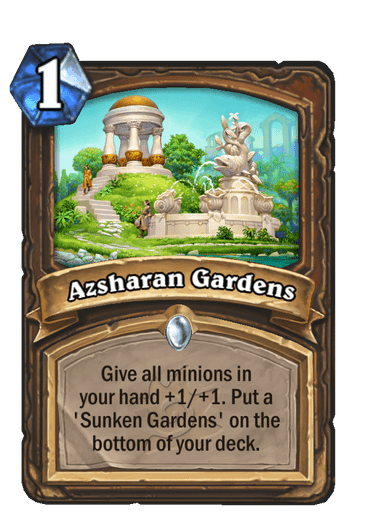 1
Azsharan Gardens
Give all minions in
your hand +1/+1. Put a
'Sunken Gardens' on the
bottom of your deck.